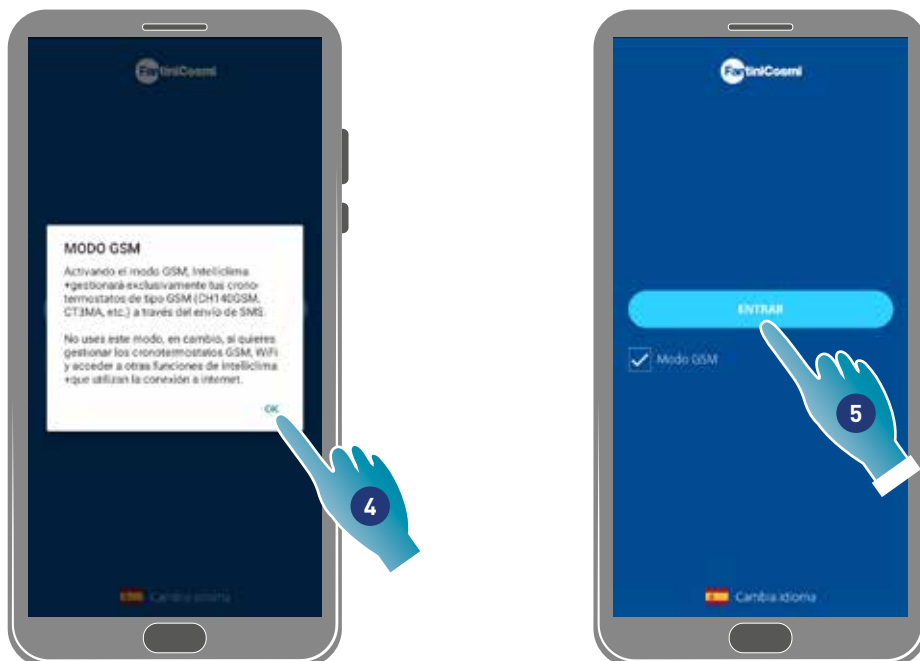 FantiniCosmi
MODO GSM
Activando el modo GSM, Intelliclima
+gestionará exclusivamente tus crono-
termostatos de tipo GSM (CH140GSM,
CT3MA, etc.) a través del envío de SMS.
No uses este modo, en cambio, si quieres
gestionar los cronotermostatos GSM, WiFi
y acceder a otras funciones de Intelliclima
+que utilizan la conexión a internet.
OK
4
Cambia idioma
FantiniCosmi
ENTRAR
Modo GSM
5
Cambia idioma